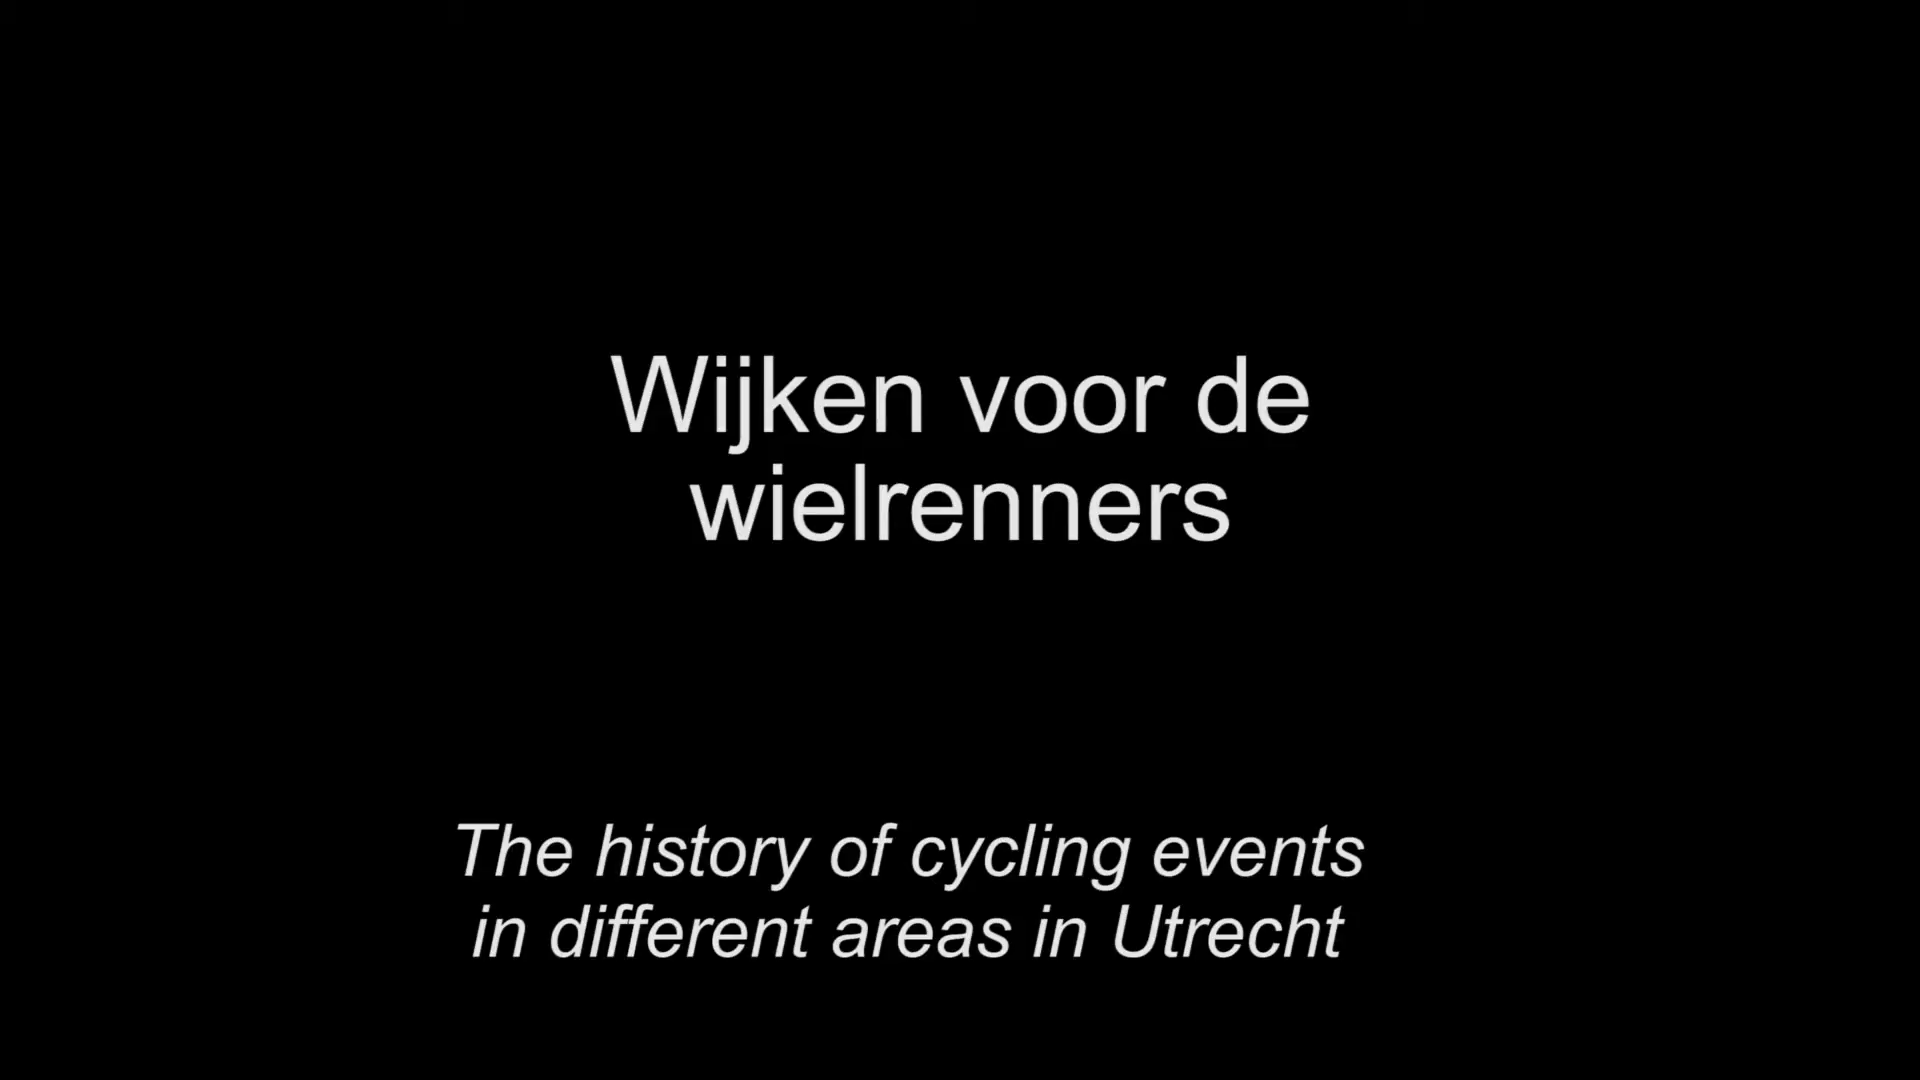 Wijken voor de
wielrenners
The history of cycling events
in different areas in Utrecht